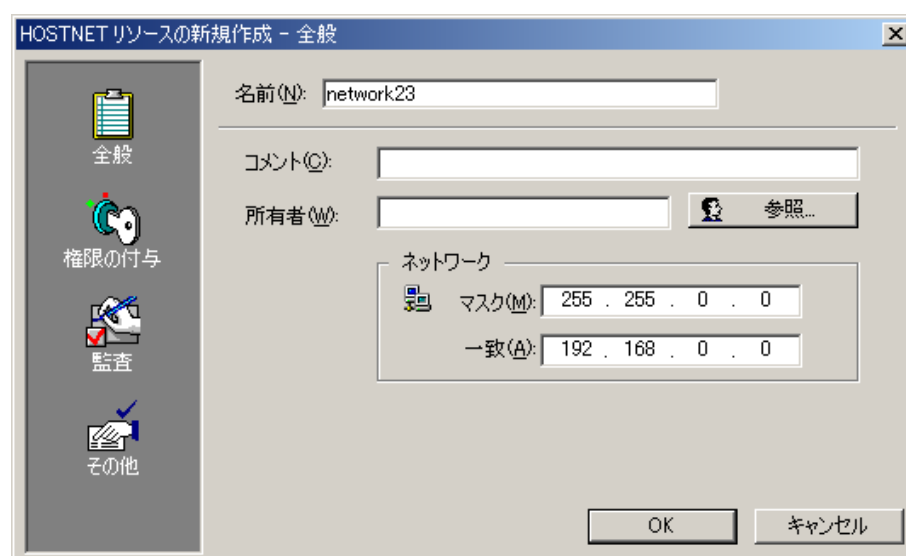 HOSTNET リソースの新規作成 - 全般
全般
権限の付与
監査
その他
名前(N): network23
コメント(C):
所有者(W): 参照...
ネットワーク
マスク(M): 255 . 255 . 0 . 0
一致(A): 192 . 168 . 0 . 0
OK キャンセル